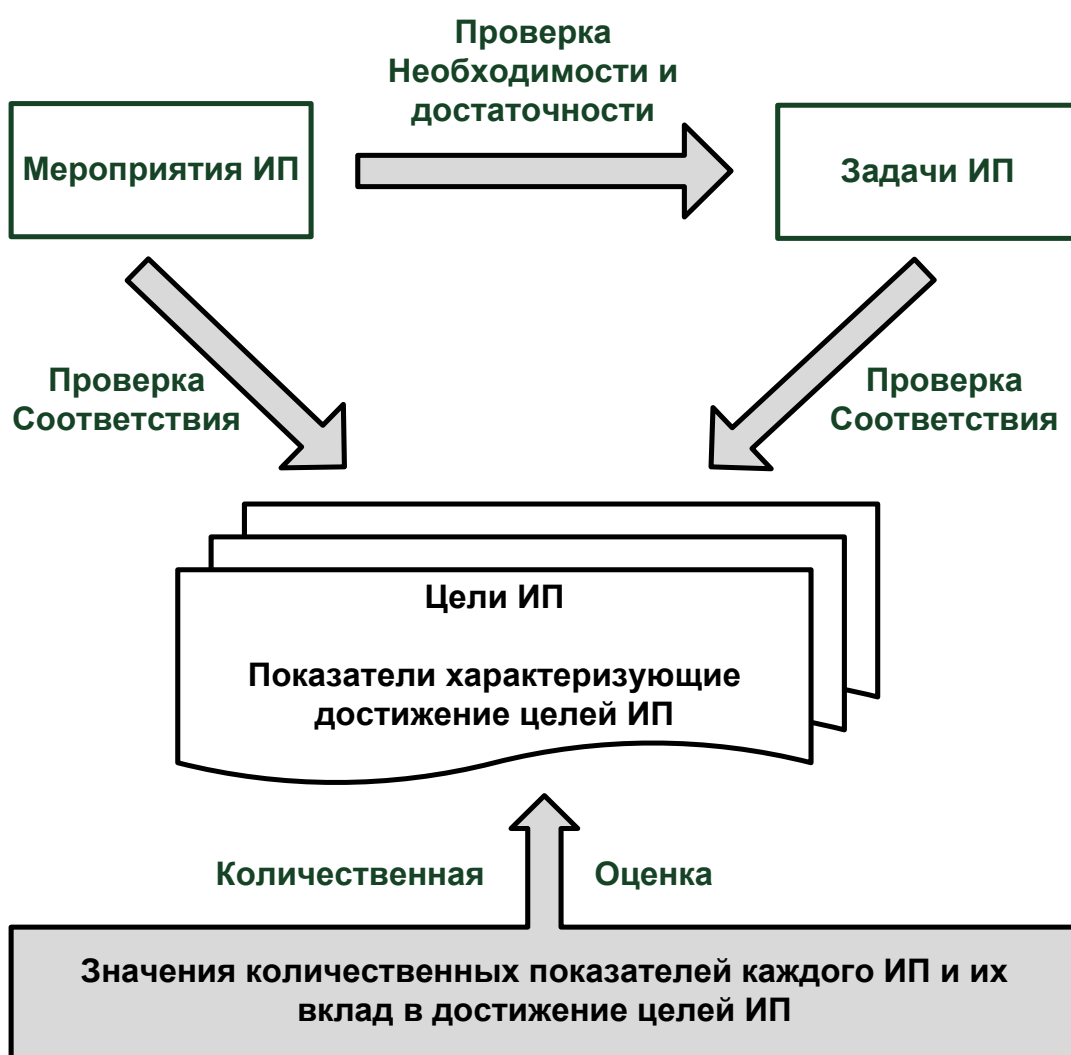 Проверка
Необходимости и
достаточности
Мероприятия ИП
Задачи ИП
Проверка
Соответствия
Проверка
Соответствия
Цели ИП
Показатели характеризующие
достижение целей ИП
Количественная Оценка
Значения количественных показателей каждого ИП и их
вклад в достижение целей ИП